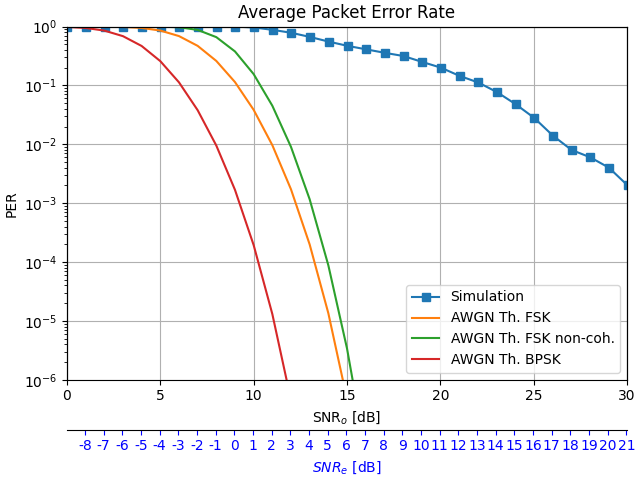 Average Packet Error Rate
10^0
10^-1
10^-2
10^-3
10^-4
10^-5
10^-6
PER
Simulation
AWGN Th. FSK
AWGN Th. FSK non-coh.
AWGN Th. BPSK
0 5 10 15 20 25 30
SNR_o [dB]
-8 -7 -6 -5 -4 -3 -2 -1 0 1 2 3 4 5 6 7 8 9 10 11 12 13 14 15 16 17 18 19 20 21
SNR_e [dB]